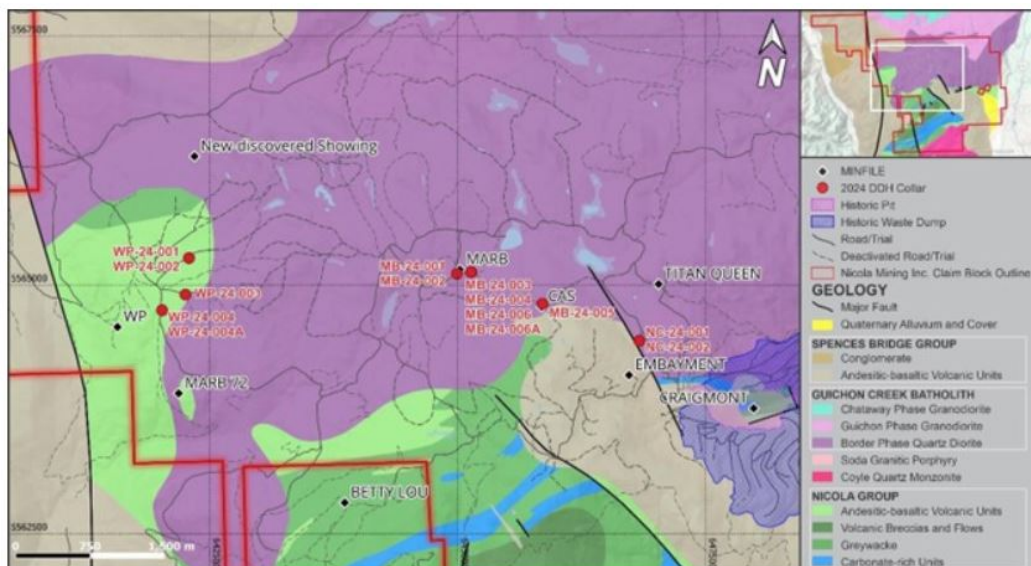 5567500
N
New-discovered Showing
WP-24-001
WP-24-002
MB-24-001
MB-24-002
MARB
MB-24-003
MB-24-004
MB-24-006
MB-24-006A
TITAN QUEEN
5565000
WP-24-003
CAS
MB-24-005
WP
WP-24-004
WP-24-004A
NC-24-001
NC-24-002
EMBAYMENT
MARB 72
CRAIGMONT
BETTY LOU
5562500
0 750 1,500 m
MINFILE
2024 DDH Collar
Historic Pit
Historic Waste Dump
Road/Trial
Deactivated Road/Trial
Nicola Mining Inc. Claim Block Outline
GEOLOGY
Major Fault
Quaternary Alluvium and Cover
SPENCES BRIDGE GROUP
Conglomerate
Andesitic-basaltic Volcanic Units
GUICHON CREEK BATHOLITH
Chataway Phase Granodiorite
Guichon Phase Granodiorite
Border Phase Quartz Diorite
Soda Granitic Porphyry
Coyle Quartz Monzonite
NICOLA GROUP
Andesitic-basaltic Volcanic Units
Volcanic Breccias and Flows
Greywacke
Carbonate-rich Units